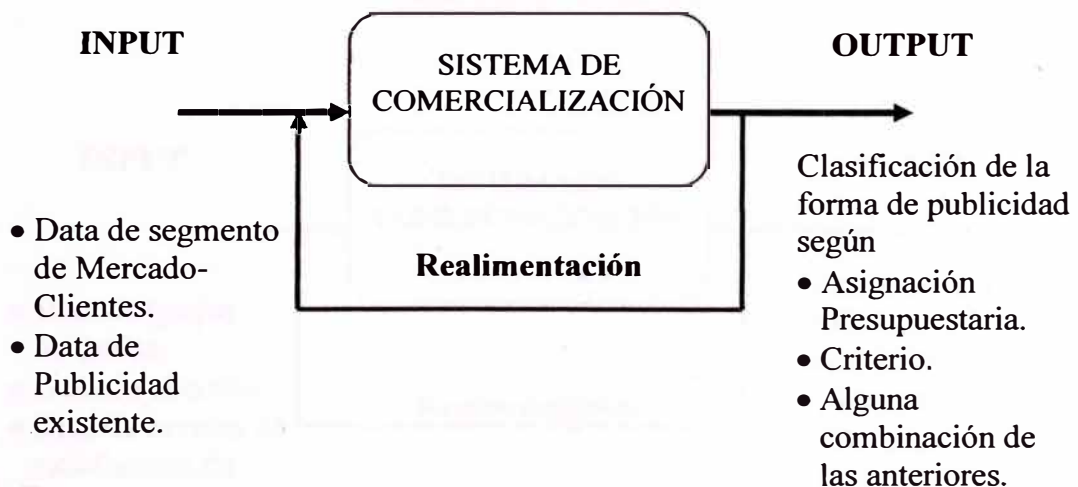 INPUT
SISTEMA DE
COMERCIALIZACIÓN
OUTPUT
• Data de segmento
de Mercado-
Clientes.
• Data de
Publicidad
existente.
Realimentación
Clasificación de la
forma de publicidad
según
• Asignación
Presupuestaria.
• Criterio.
• Alguna
combinación de
las anteriores.